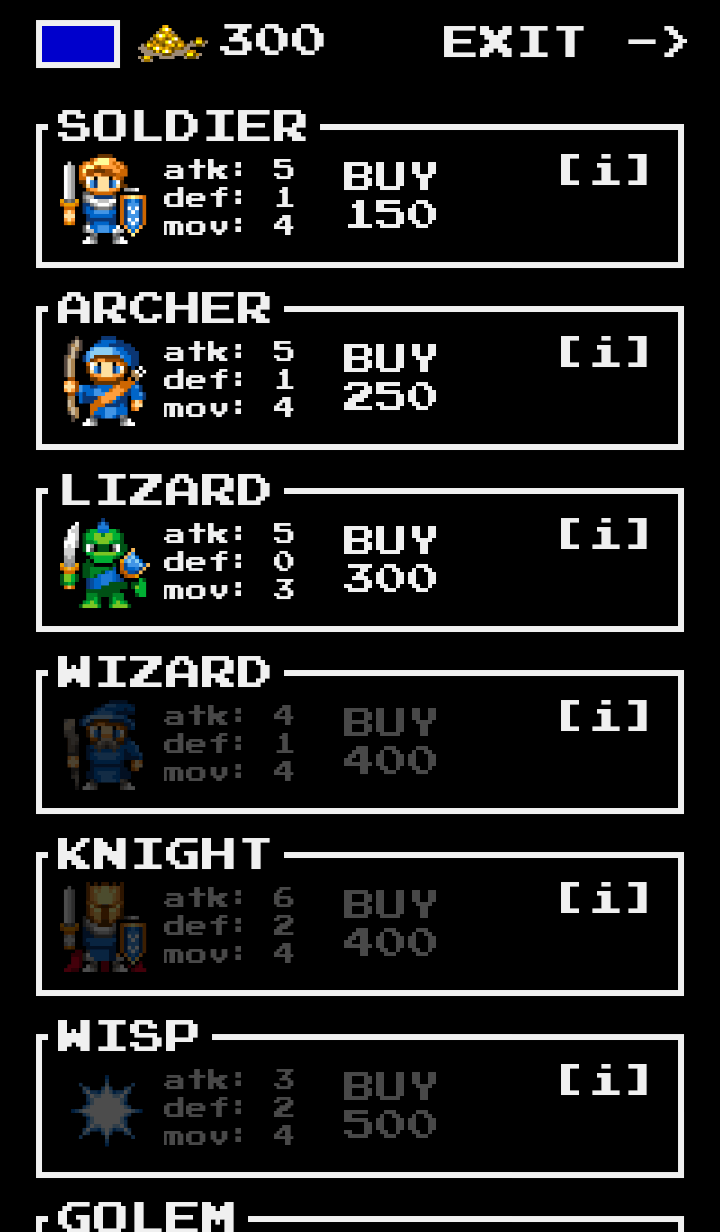 300 EXIT ->
SOLDIER
atk: 5
def: 1
mov: 4
BUY
150
[i]
ARCHER
atk: 5
def: 1
mov: 4
BUY
250
[i]
LIZARD
atk: 5
def: 0
mov: 3
BUY
300
[i]
WIZARD
atk: 4
def: 1
mov: 4
BUY
400
[i]
KNIGHT
atk: 6
def: 2
mov: 4
BUY
400
[i]
WISP
atk: 3
def: 2
mov: 4
BUY
500
[i]
GOLEM